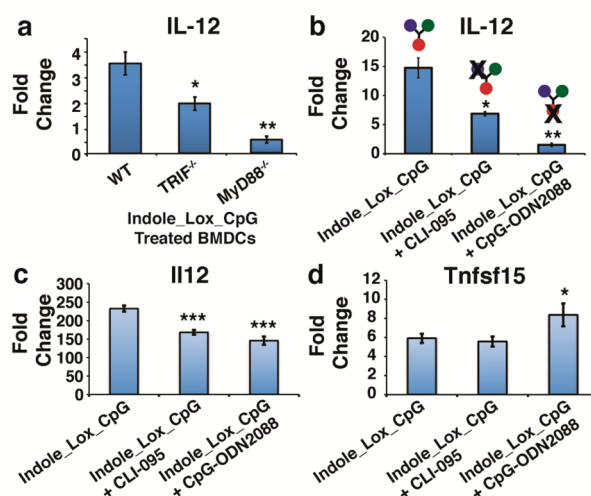 a
IL-12
Fold
Change
4
3
2
1
0
*
**
WT
TRIF-/-
MyD88-/-
Indole_Lox_CpG
Treated BMDCs
b
IL-12
Fold
Change
20
15
10
5
0
X
*
X
**
Indole_Lox_CpG
Indole_Lox_CpG
+ CLI-095
Indole_Lox_CpG
+ CpG-ODN2088
c
Il12
Fold
Change
300
250
200
150
100
50
0
***
***
Indole_Lox_CpG
Indole_Lox_CpG
+ CLI-095
Indole_Lox_CpG
+ CpG-ODN2088
d
Tnfsf15
Fold
Change
12
10
8
6
4
2
0
*
Indole_Lox_CpG
Indole_Lox_CpG
+ CLI-095
Indole_Lox_CpG
+ CpG-ODN2088